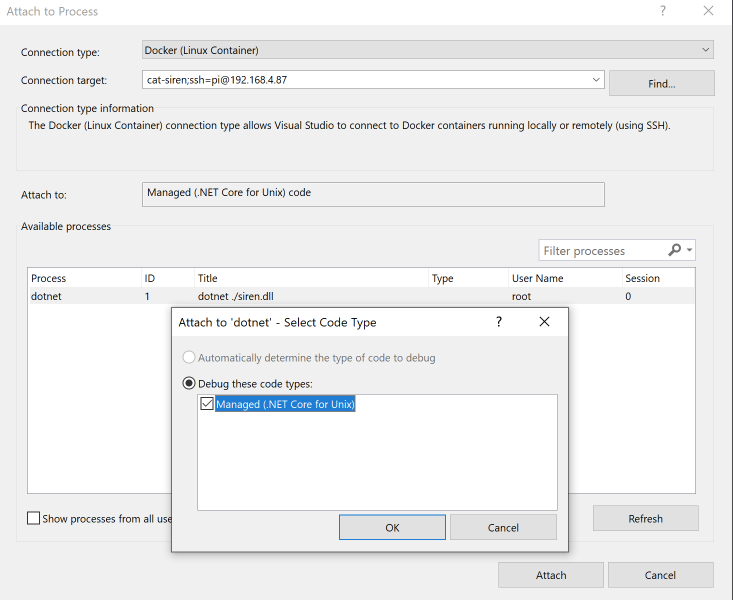 Attach to Process
?
Connection type:
Docker (Linux Container)
Connection target:
cat-siren;ssh=pi@192.168.4.87
Find...
Connection type information
The Docker (Linux Container) connection type allows Visual Studio to connect to Docker containers running locally or remotely (using SSH).
Attach to:
Managed (.NET Core for Unix) code
Available processes
Filter processes
Process ID Title Type User Name Session
dotnet 1 dotnet ./siren.dll root 0
Attach to 'dotnet' - Select Code Type
?
Automatically determine the type of code to debug
Debug these code types:
Managed (.NET Core for Unix)
OK
Cancel
Show processes from all use
Refresh
Attach
Cancel